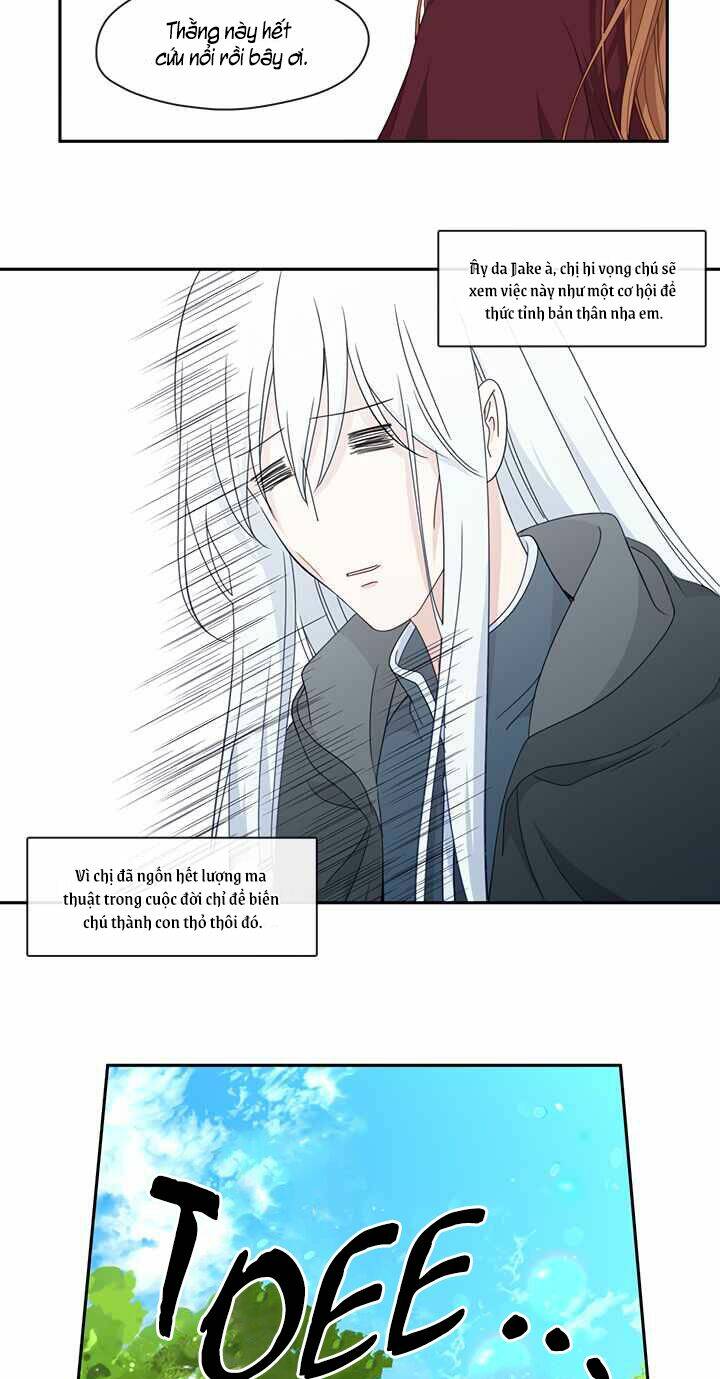 Thằng này hết
cứu nổi rồi bây ơi.
Ây da Jake à, chị hi vọng chú sẽ
xem việc này như một cơ hội để
thức tỉnh bản thân nha em.
Vì chị đã ngốn hết lượng ma
thuật trong cuộc đời chỉ để biến
chú thành con thỏ thôi đó.
TOEE..